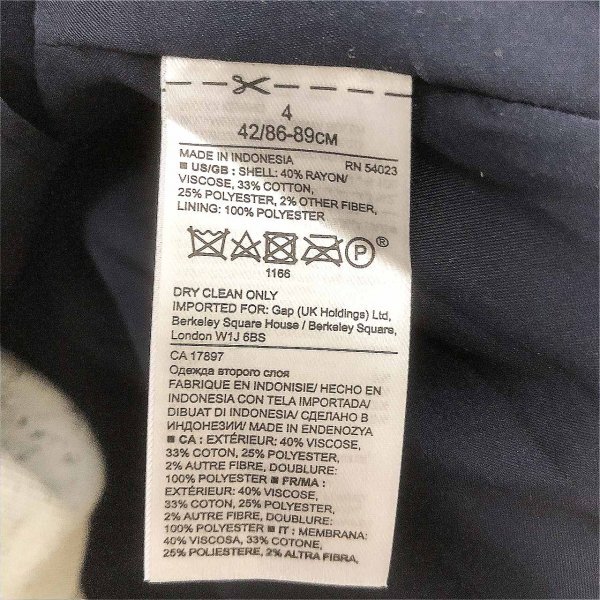 4
42/86-89CM
MADE IN INDONESIA RN 54023
■ US/GB : SHELL: 40% RAYON/
VISCOSE, 33% COTTON,
25% POLYESTER, 2% OTHER FIBER,
LINING: 100% POLYESTER
P ®
1166
DRY CLEAN ONLY
IMPORTED FOR: Gap (UK Holdings) Ltd,
Berkeley Square House / Berkeley Square,
London W1J 6BS
CA 17897
Одежда второго слоя
FABRIQUE EN INDONISIE/ HECHO EN
INDONESIA CON TELA IMPORTADA/
DIBUAT DI INDONESIA/ СДЕЛАНО В
ИНДОНЕЗИИ/ MADE IN ENDENOZYA
■ CA : EXTÉRIEUR: 40% VISCOSE,
33% COTON, 25% POLYESTER,
2% AUTRE FIBRE, DOUBLURE:
100% POLYESTER ■ FR/MA :
EXTÉRIEUR: 40% VISCOSE,
33% COTON, 25% POLYESTER,
2% AUTRE FIBRE, DOUBLURE:
100% POLYESTER ■ IT : MEMBRANA:
40% VISCOSA, 33% COTONE,
25% POLIESTERE, 2% ALTRA FIBRA,